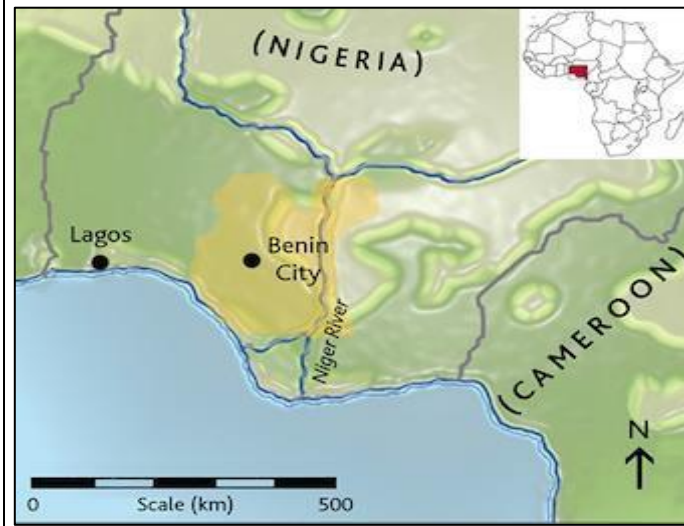 (NIGERIA)
Lagos
Benin
City
Niger River
(CAMEROON)
N
0 Scale (km) 500